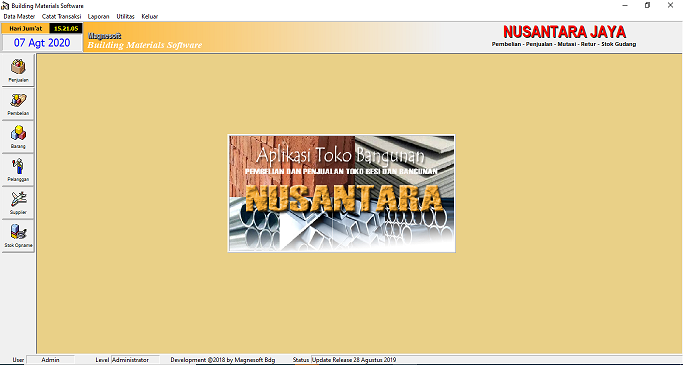 Building Materials Software
Data Master Catat Transaksi Laporan Utilitas Keluar
Hari Jum'at 15.21.05
07 Agt 2020
Magnesoft
Building Materials Software
NUSANTARA JAYA
Pembelian - Penjualan - Mutasi - Retur - Stok Gudang
Penjualan
Pembelian
Barang
Pelanggan
Supplier
Stok Opname
Aplikasi Toko Bangunan
PEMBELIAN DAN PENJUALAN TOKO BESI DAN BANGUNAN
NUSANTARA
User Admin Level Administrator Development ©2018 by Magnesoft Bdg Status Update Release 28 Agustus 2019